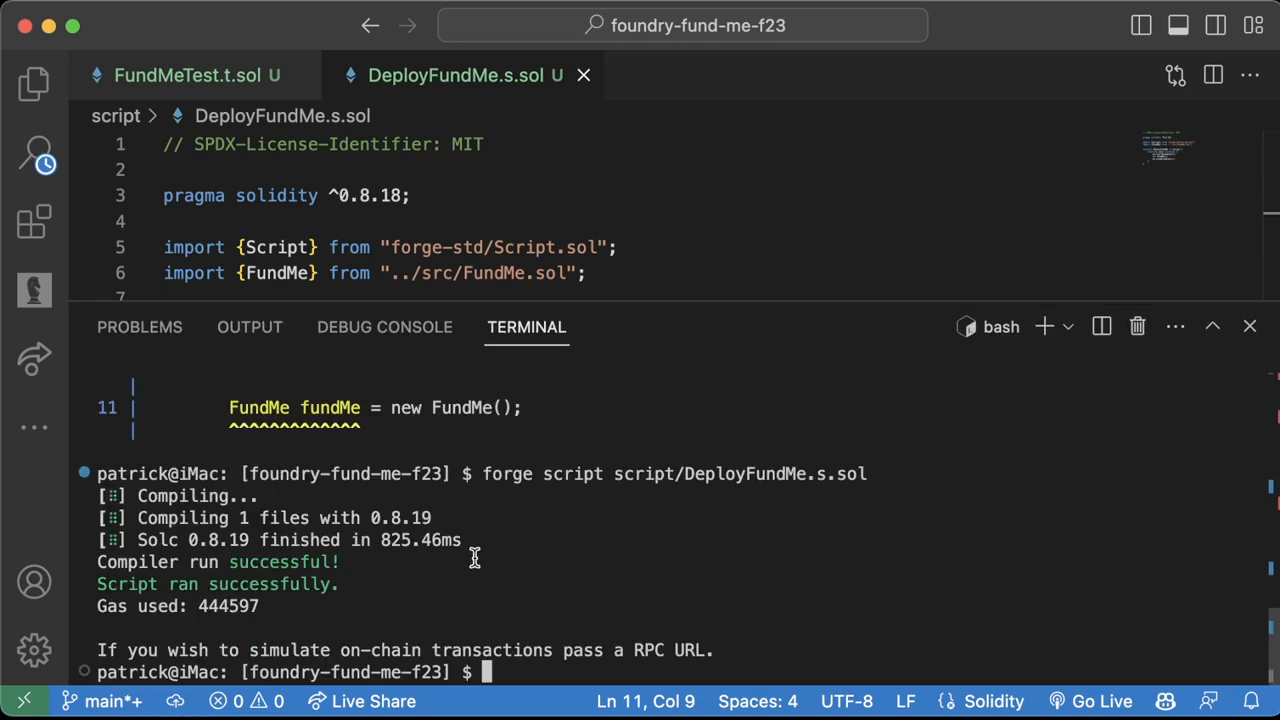 foundry-fund-me-f23
FundMeTest.t.sol U
DeployFundMe.s.sol U
script > DeployFundMe.s.sol
1 // SPDX-License-Identifier: MIT
2
3 pragma solidity ^0.8.18;
4
5 import {Script} from "forge-std/Script.sol";
6 import {FundMe} from "../src/FundMe.sol";
7
PROBLEMS OUTPUT DEBUG CONSOLE TERMINAL bash
|
11 | FundMe fundMe = new FundMe();
| ^^^^^^^^^^^^^
patrick@iMac: [foundry-fund-me-f23] $ forge script script/DeployFundMe.s.sol
[⠿] Compiling...
[⠿] Compiling 1 files with 0.8.19
[⠿] Solc 0.8.19 finished in 825.46ms
Compiler run successful!
Script ran successfully.
Gas used: 444597
If you wish to simulate on-chain transactions pass a RPC URL.
patrick@iMac: [foundry-fund-me-f23] $
main*+ 0 0 Live Share Ln 11, Col 9 Spaces: 4 UTF-8 LF {} Solidity Go Live